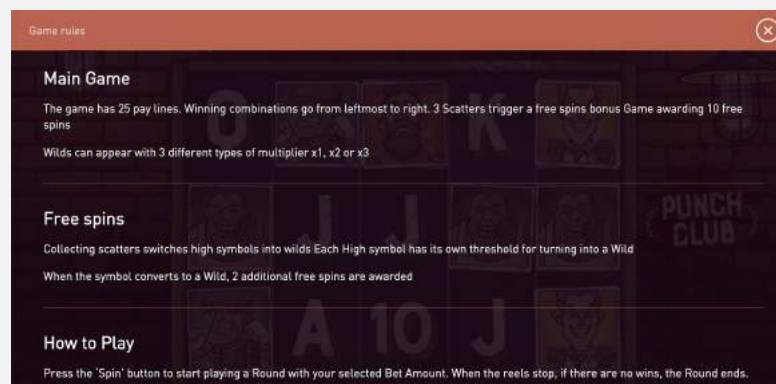 Game rules
Main Game
The game has 25 pay lines. Winning combinations go from leftmost to right. 3 Scatters trigger a free spins bonus Game awarding 10 free
spins
Wilds can appear with 3 different types of multiplier x1, x2 or x3
Q
K
PUNCH
CLUB
Free spins
J J
Collecting scatters switches high symbols into wilds Each High symbol has its own threshold for turning into a Wild
When the symbol converts to a Wild, 2 additional free spins are awarded
A 10 J
How to Play
Press the 'Spin' button to start playing a Round with your selected Bet Amount. When the reels stop, if there are no wins, the Round ends.